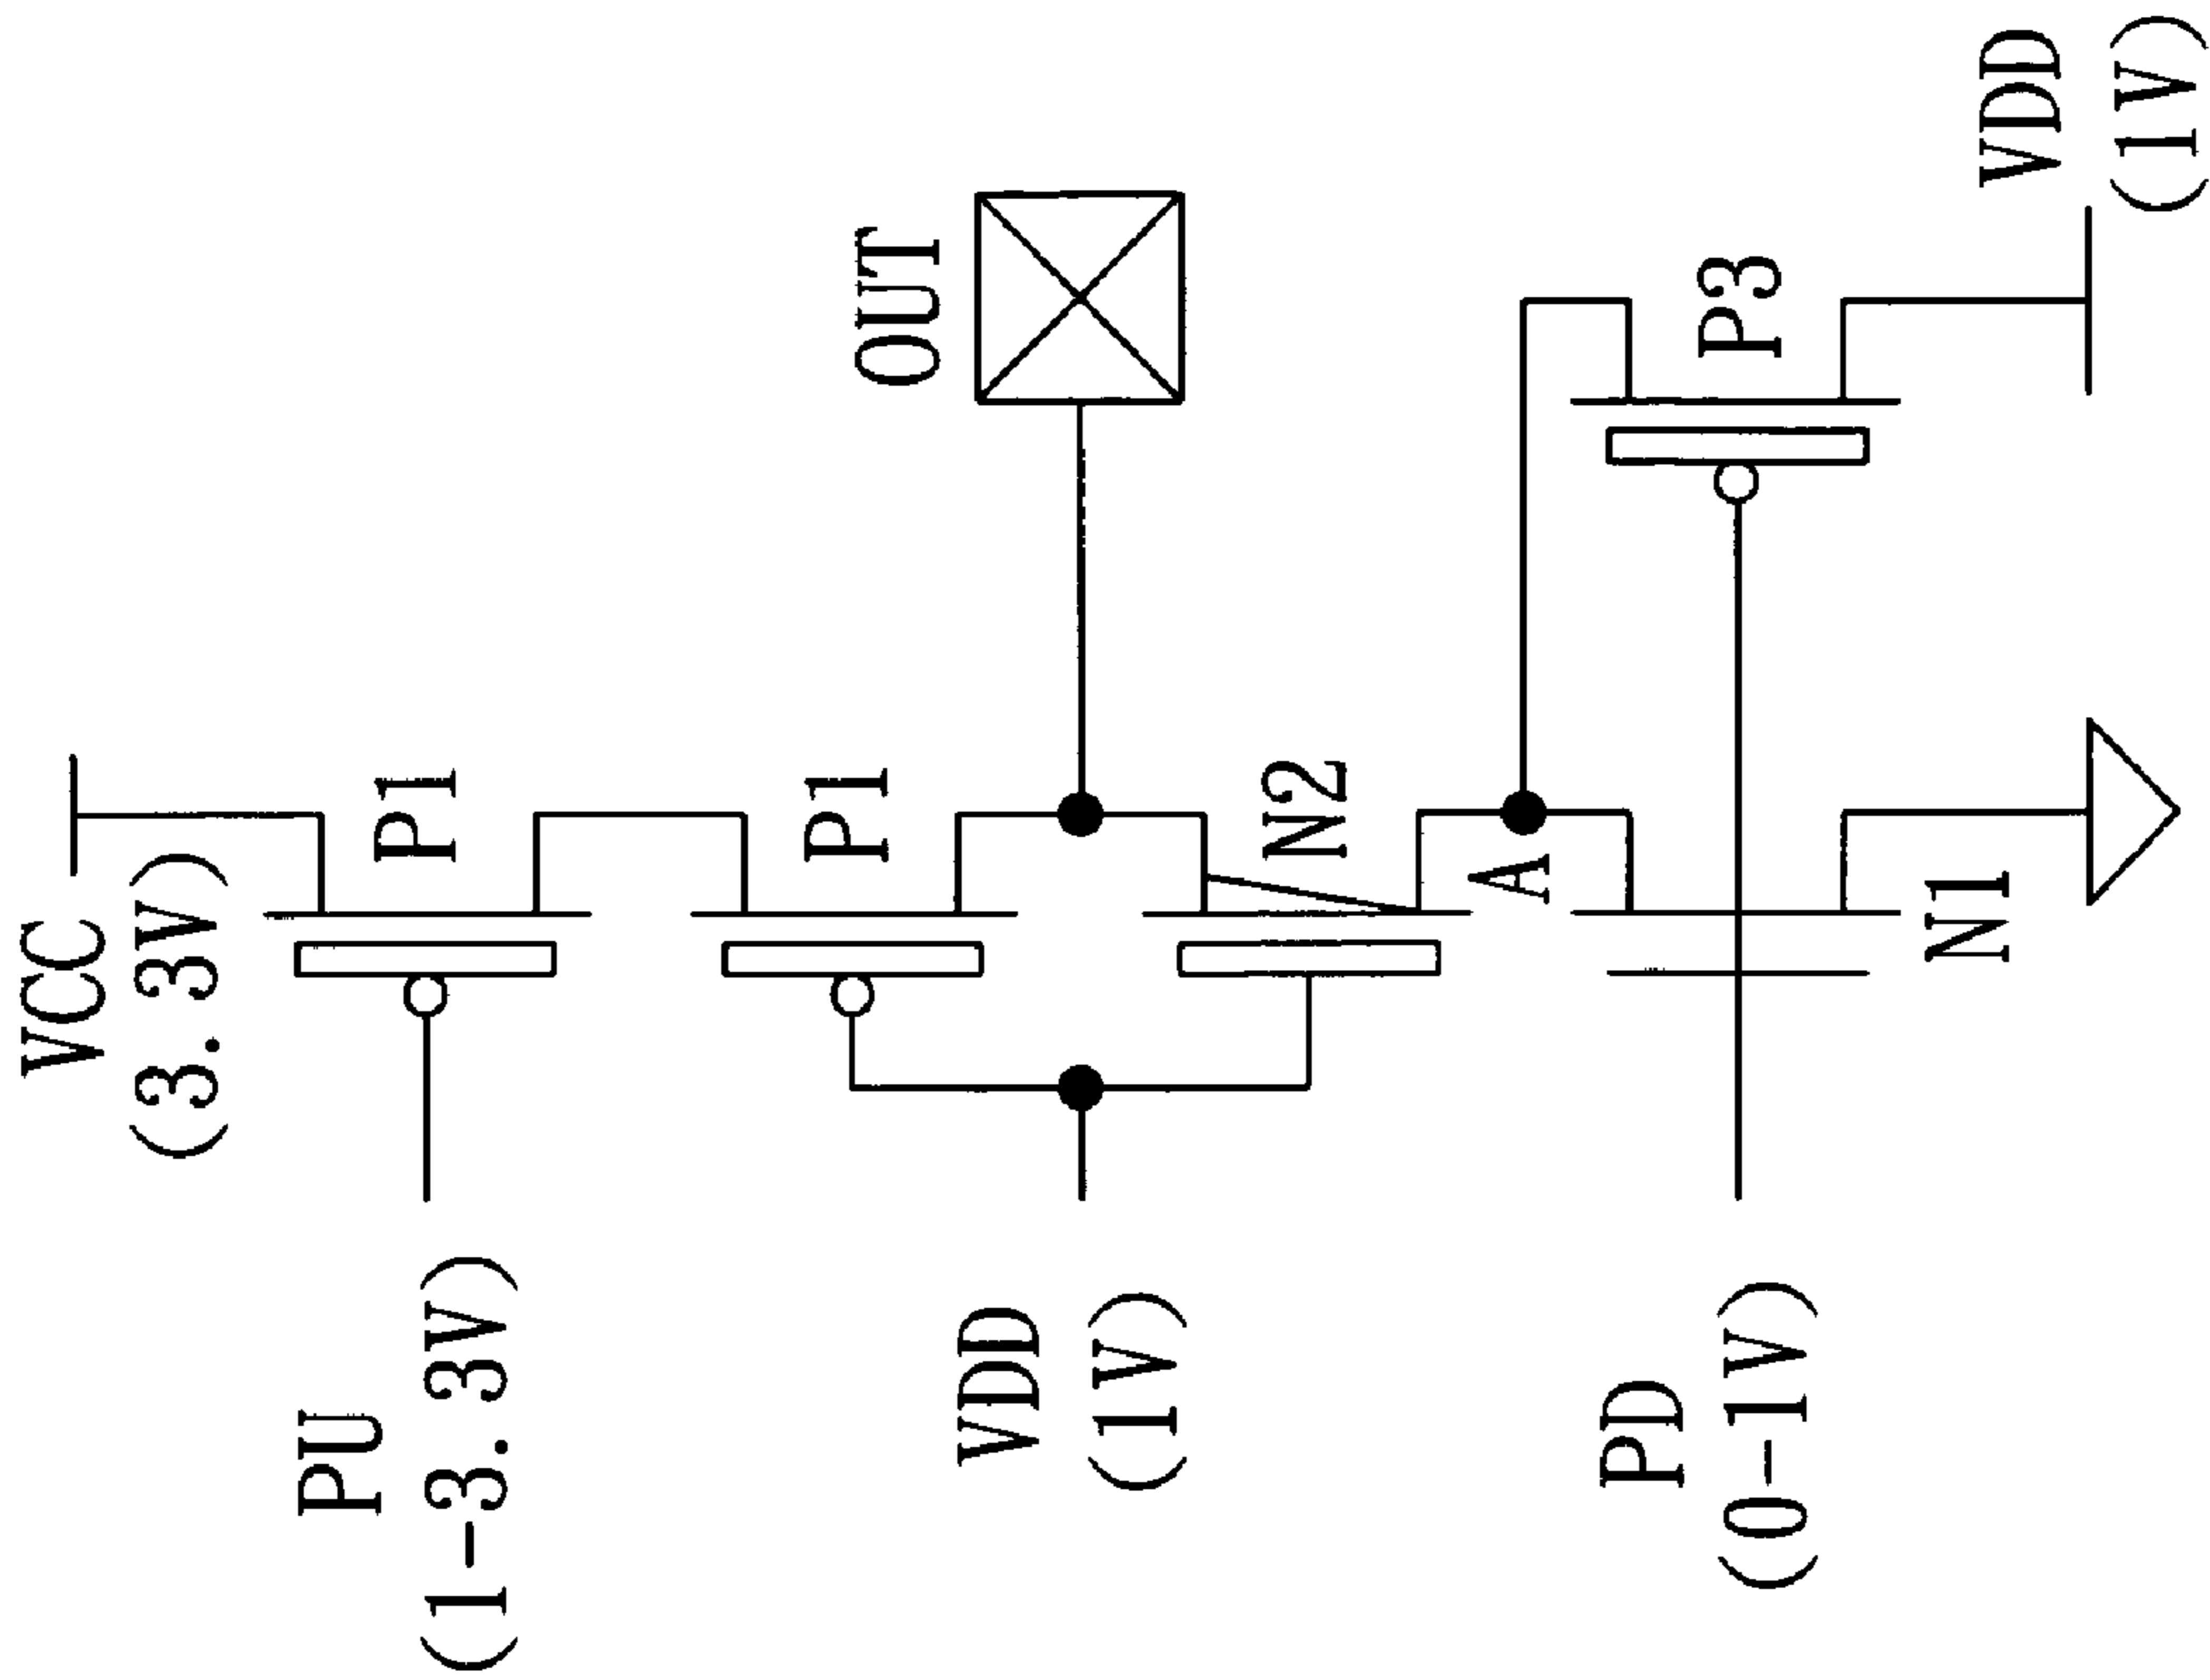 VCC
(3.3V)
PU
(1-3.3V)
P1
P1
OUT
VDD
(1V)
N2
A
PD
(0-1V)
P3
N1
VDD
(1V)